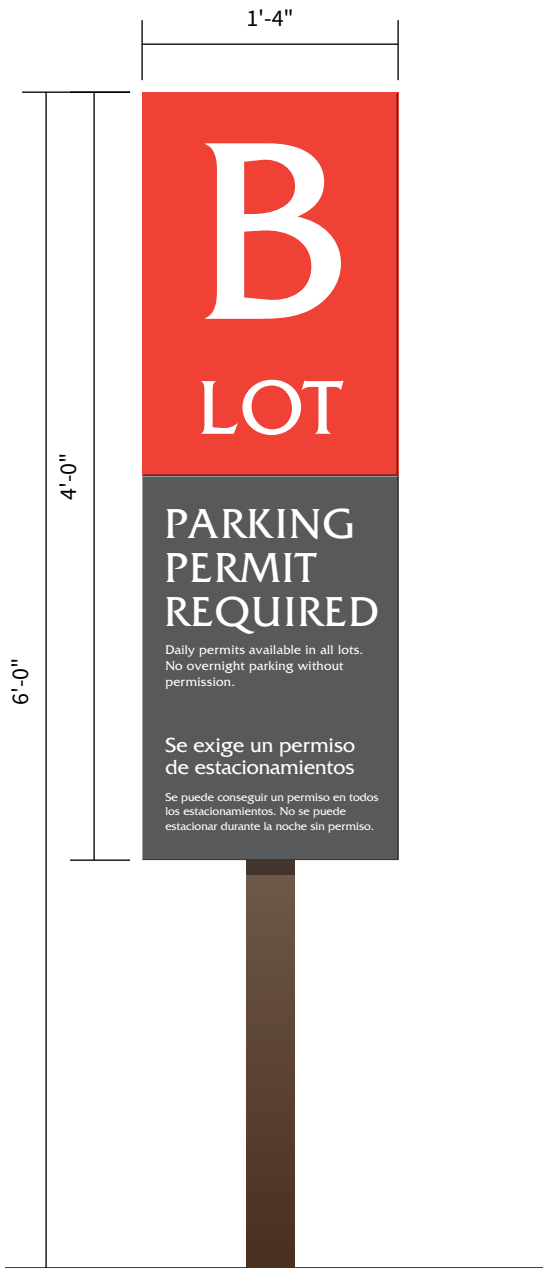 1'-4"
B
LOT
4'-0"
6'-0"
PARKING
PERMIT
REQUIRED
Daily permits available in all lots.
No overnight parking without
permission.
Se exige un permiso
de estacionamientos
Se puede conseguir un permiso en todos
los estacionamientos. No se puede
estacionar durante la noche sin permiso.